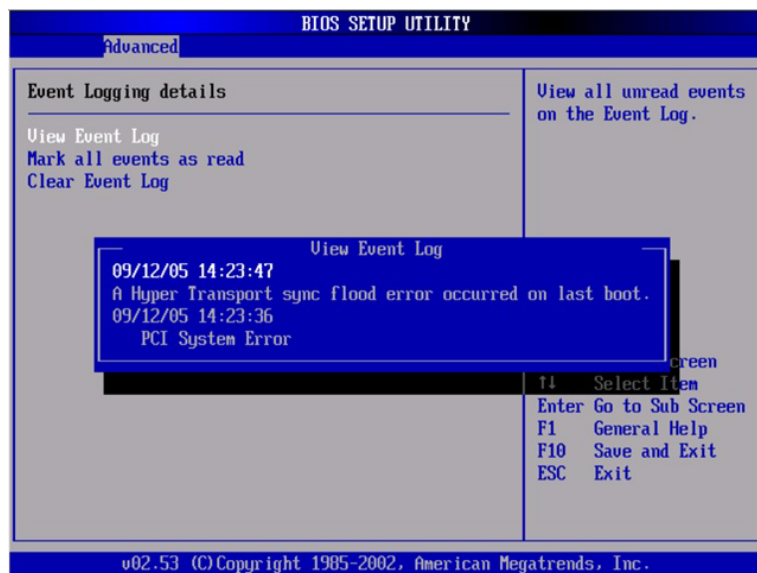 BIOS SETUP UTILITY
Advanced
Event Logging details
View Event Log
Mark all events as read
Clear Event Log
View all unread events
on the Event Log.
View Event Log
09/12/05 14:23:47
A Hyper Transport sync flood error occurred on last boot.
09/12/05 14:23:36
PCI System Error
creen
↑↓ Select Item
Enter Go to Sub Screen
F1 General Help
F10 Save and Exit
ESC Exit
v02.53 (C)Copyright 1985-2002, American Megatrends, Inc.